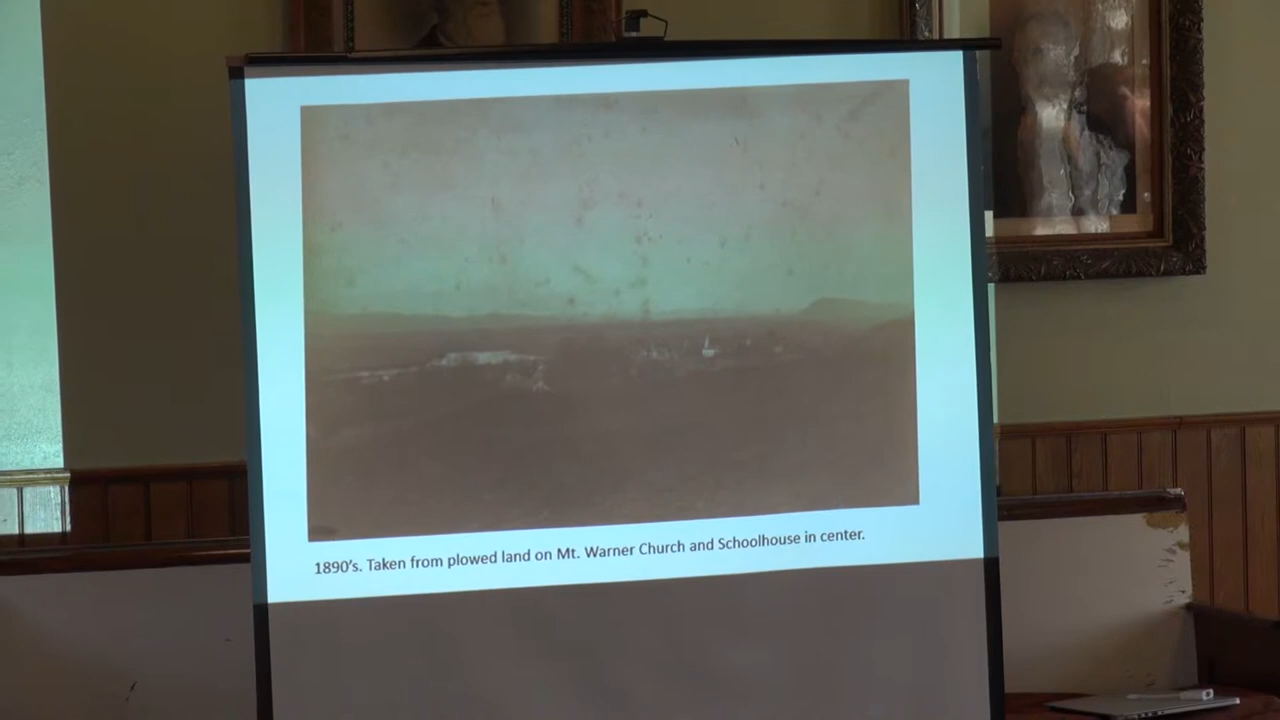 1890's. Taken from plowed land on Mt. Warner Church and Schoolhouse in center.